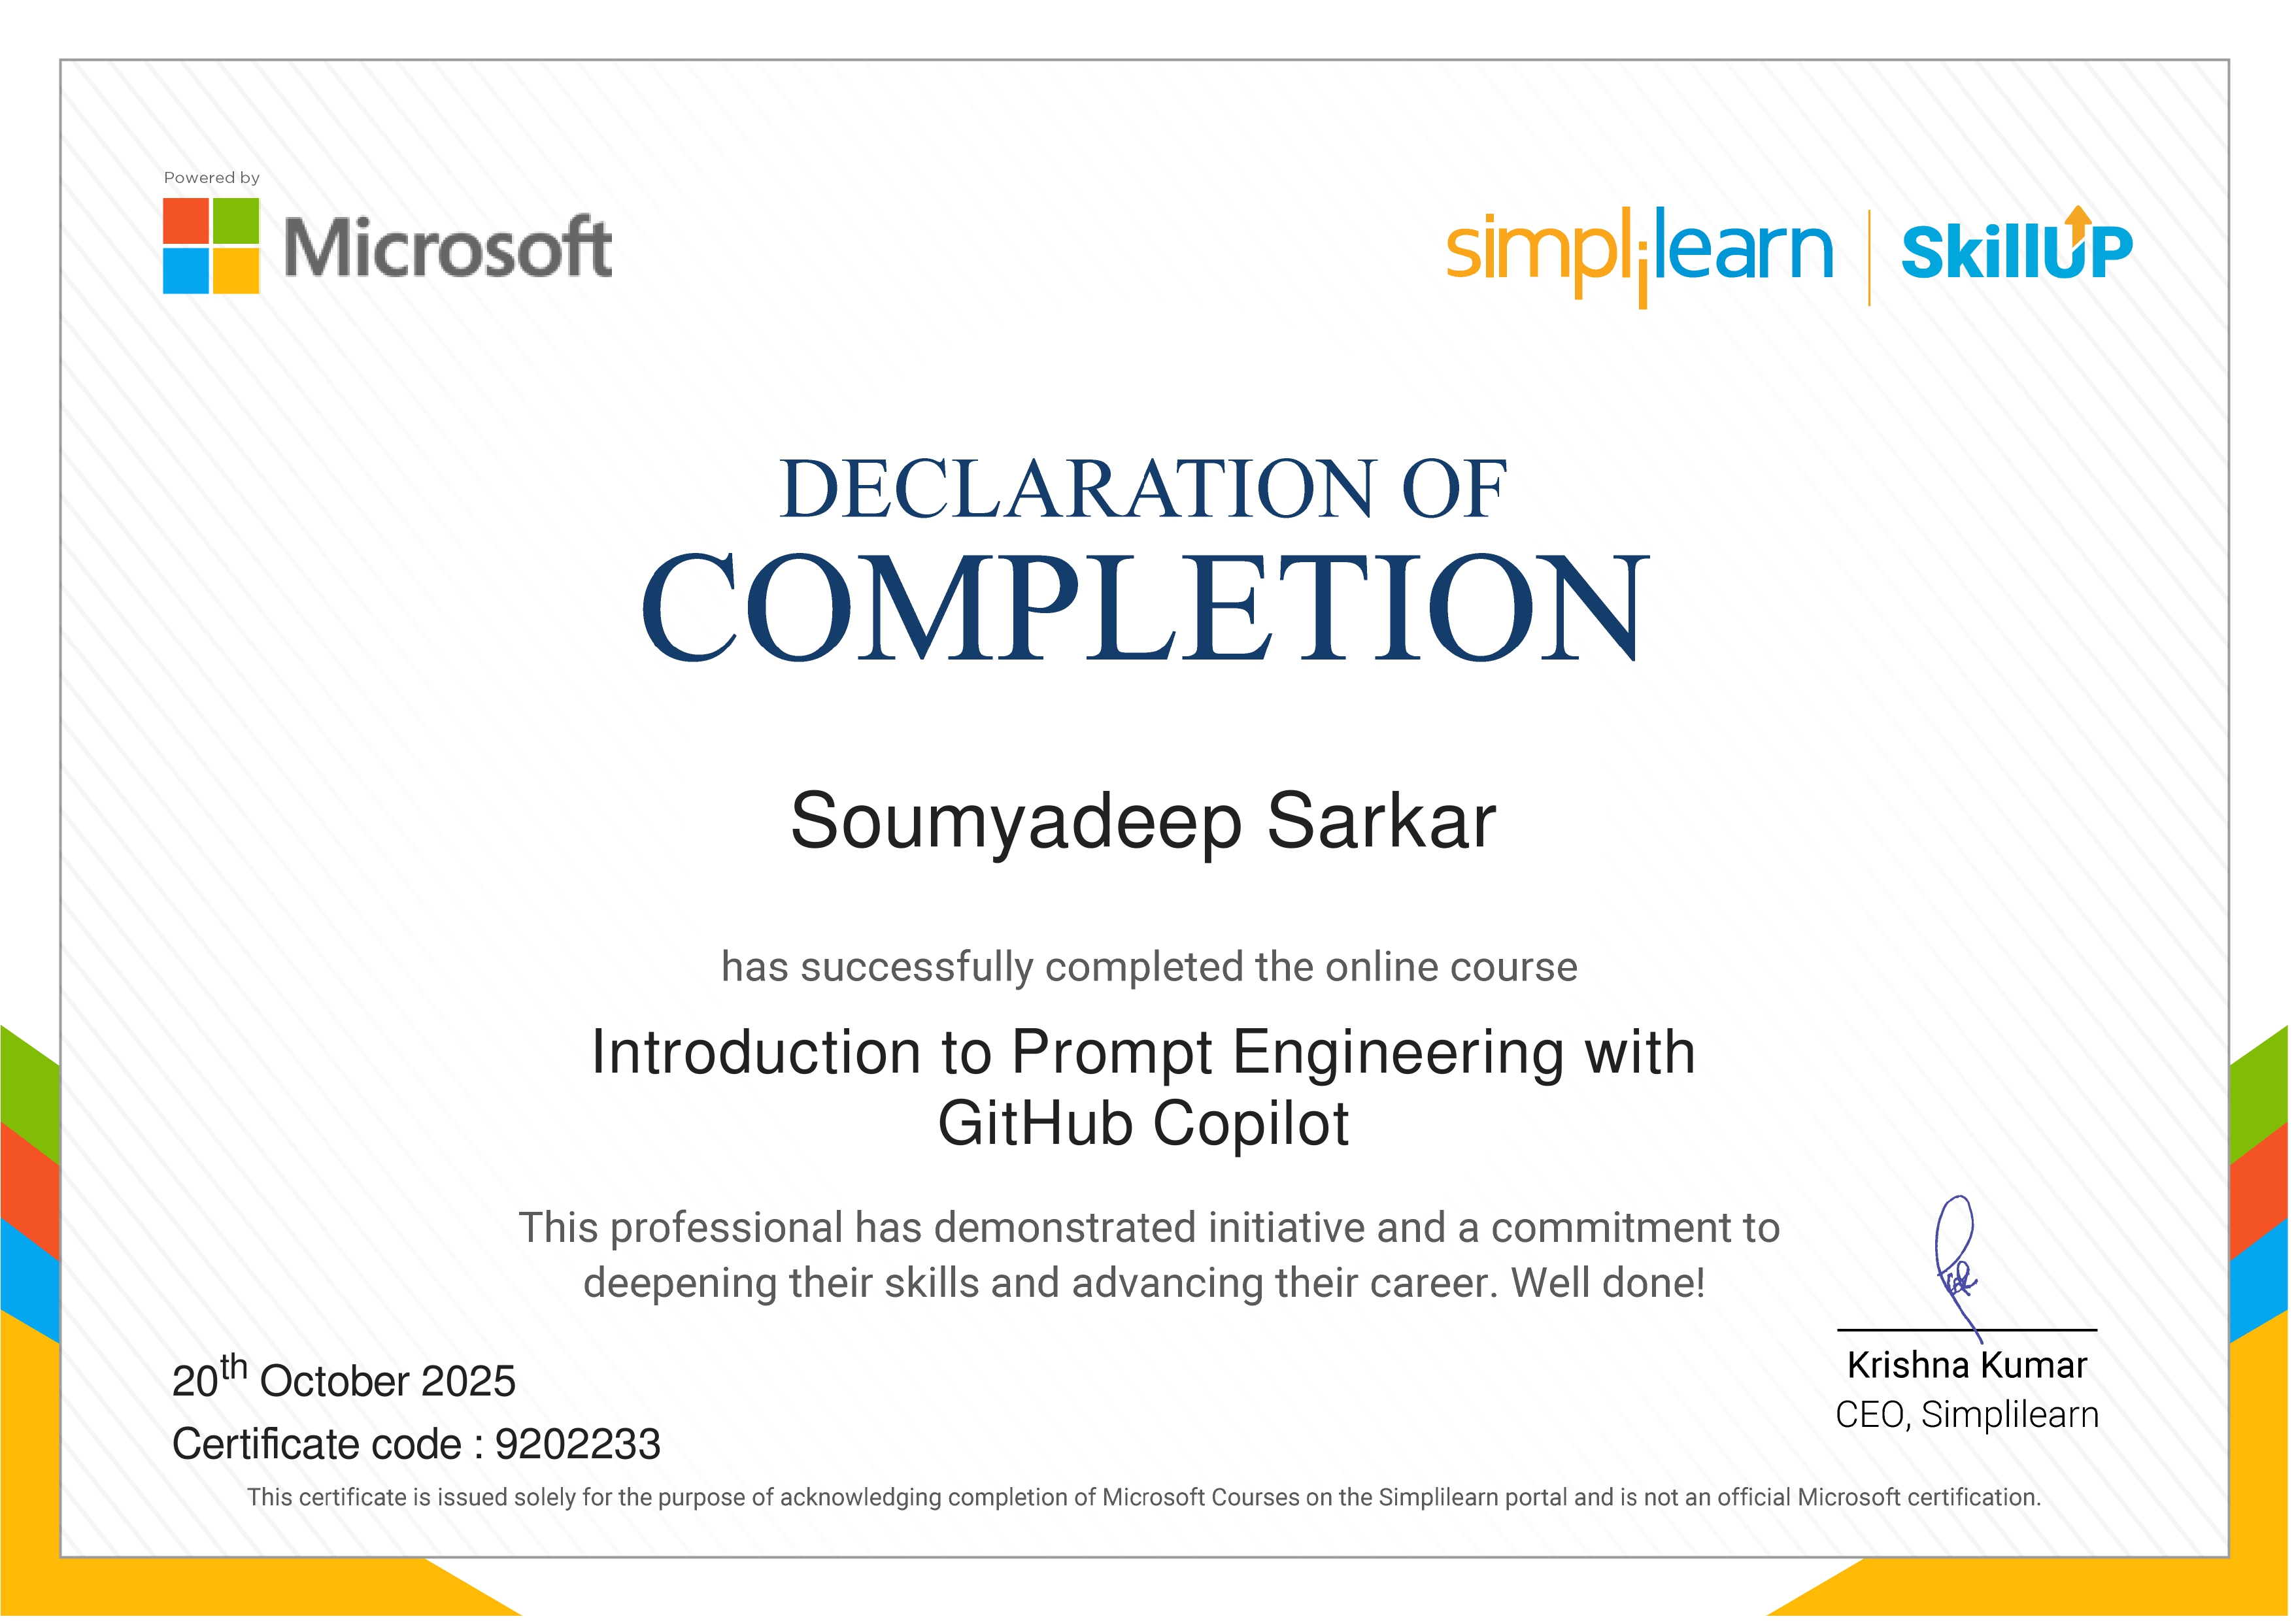 Powered by
Microsoft
simplilearn | SkillUP
DECLARATION OF
COMPLETION
Soumyadeep Sarkar
has successfully completed the online course
Introduction to Prompt Engineering with
GitHub Copilot
This professional has demonstrated initiative and a commitment to
deepening their skills and advancing their career. Well done!
20th October 2025
Certificate code : 9202233
Krishna Kumar
CEO, Simplilearn
This certificate is issued solely for the purpose of acknowledging completion of Microsoft Courses on the Simplilearn portal and is not an official Microsoft certification.